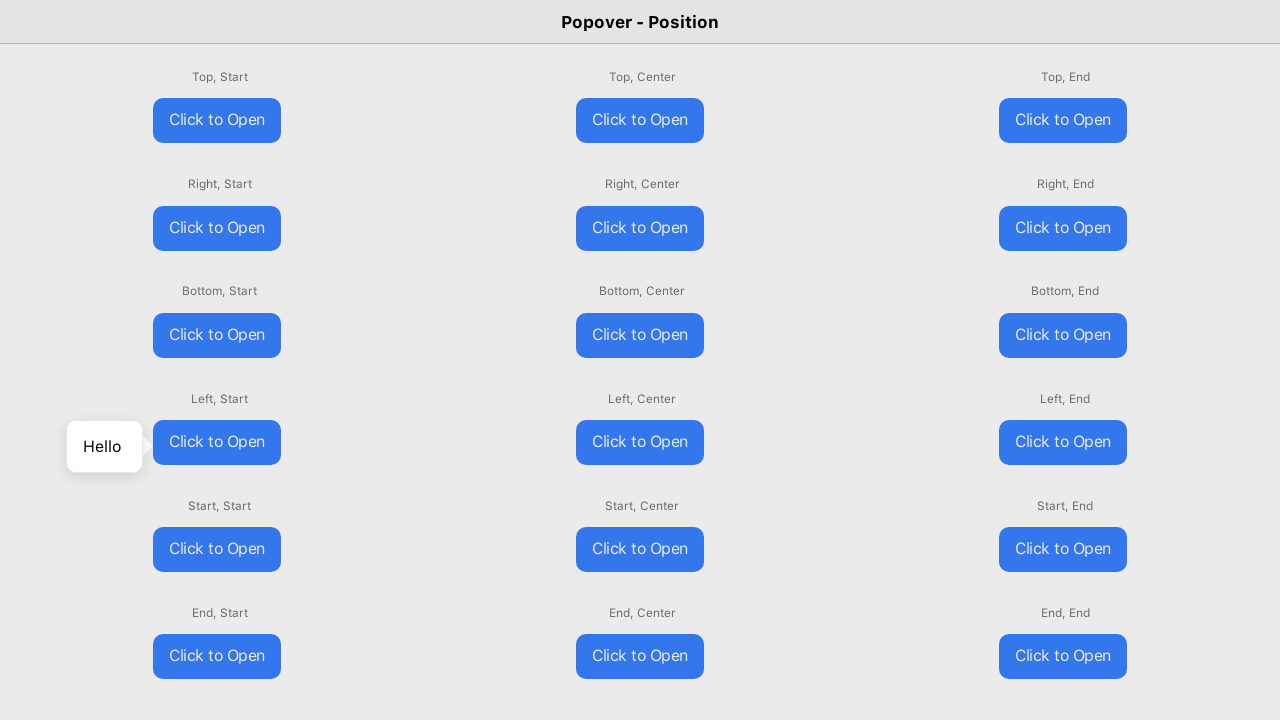 Popover - Position
Top, Start
Top, Center
Top, End
Click to Open
Click to Open
Click to Open
Right, Start
Right, Center
Right, End
Click to Open
Click to Open
Click to Open
Bottom, Start
Bottom, Center
Bottom, End
Click to Open
Click to Open
Click to Open
Left, Start
Left, Center
Left, End
Hello
Click to Open
Click to Open
Click to Open
Start, Start
Start, Center
Start, End
Click to Open
Click to Open
Click to Open
End, Start
End, Center
End, End
Click to Open
Click to Open
Click to Open